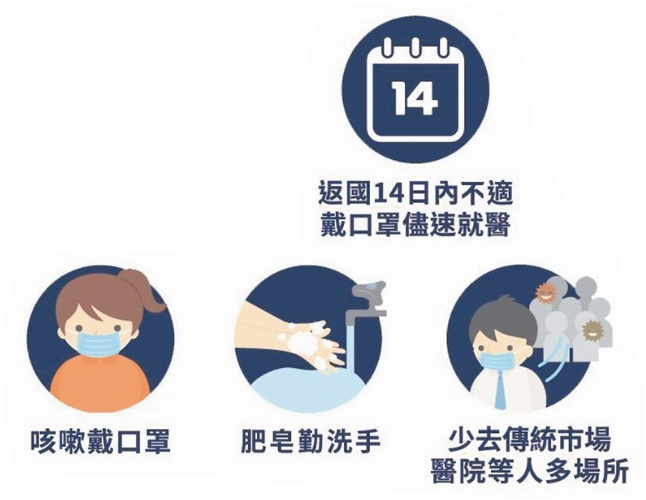 14
返國14日內不適
戴口罩儘速就醫
咳嗽戴口罩
肥皂勤洗手
少去傳統市場
醫院等人多場所